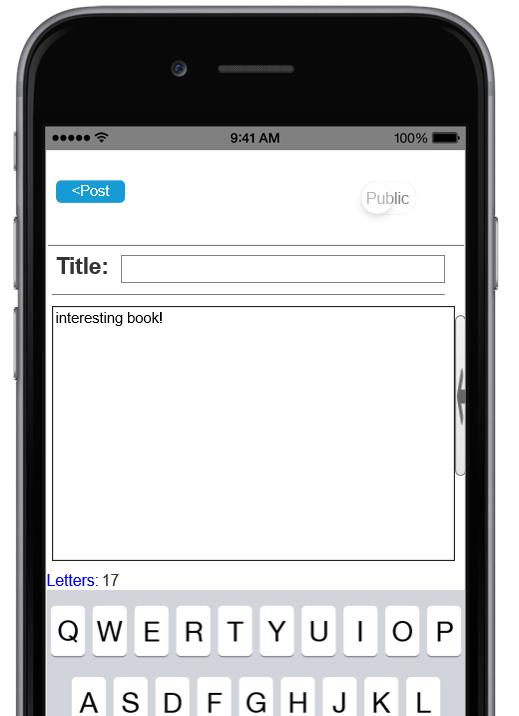 9:41 AM 100%
<Post Public
Title:
interesting book!
Letters: 17
Q W E R T Y U I O P
A S D F G H J K L